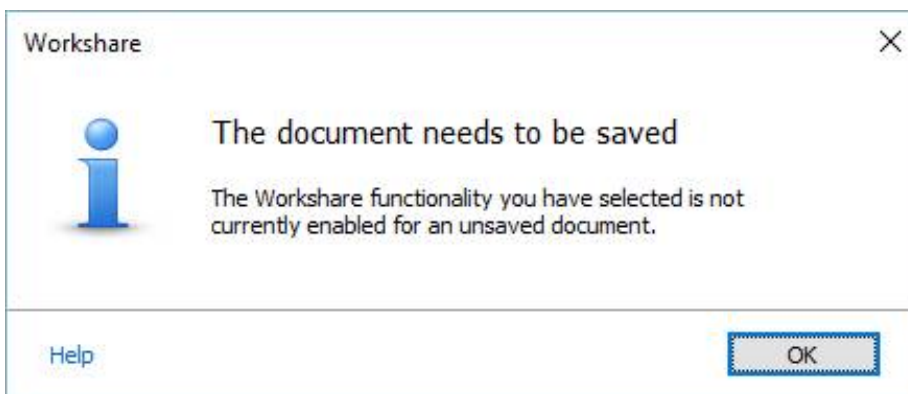 Workshare
The document needs to be saved
The Workshare functionality you have selected is not
currently enabled for an unsaved document.
Help
OK